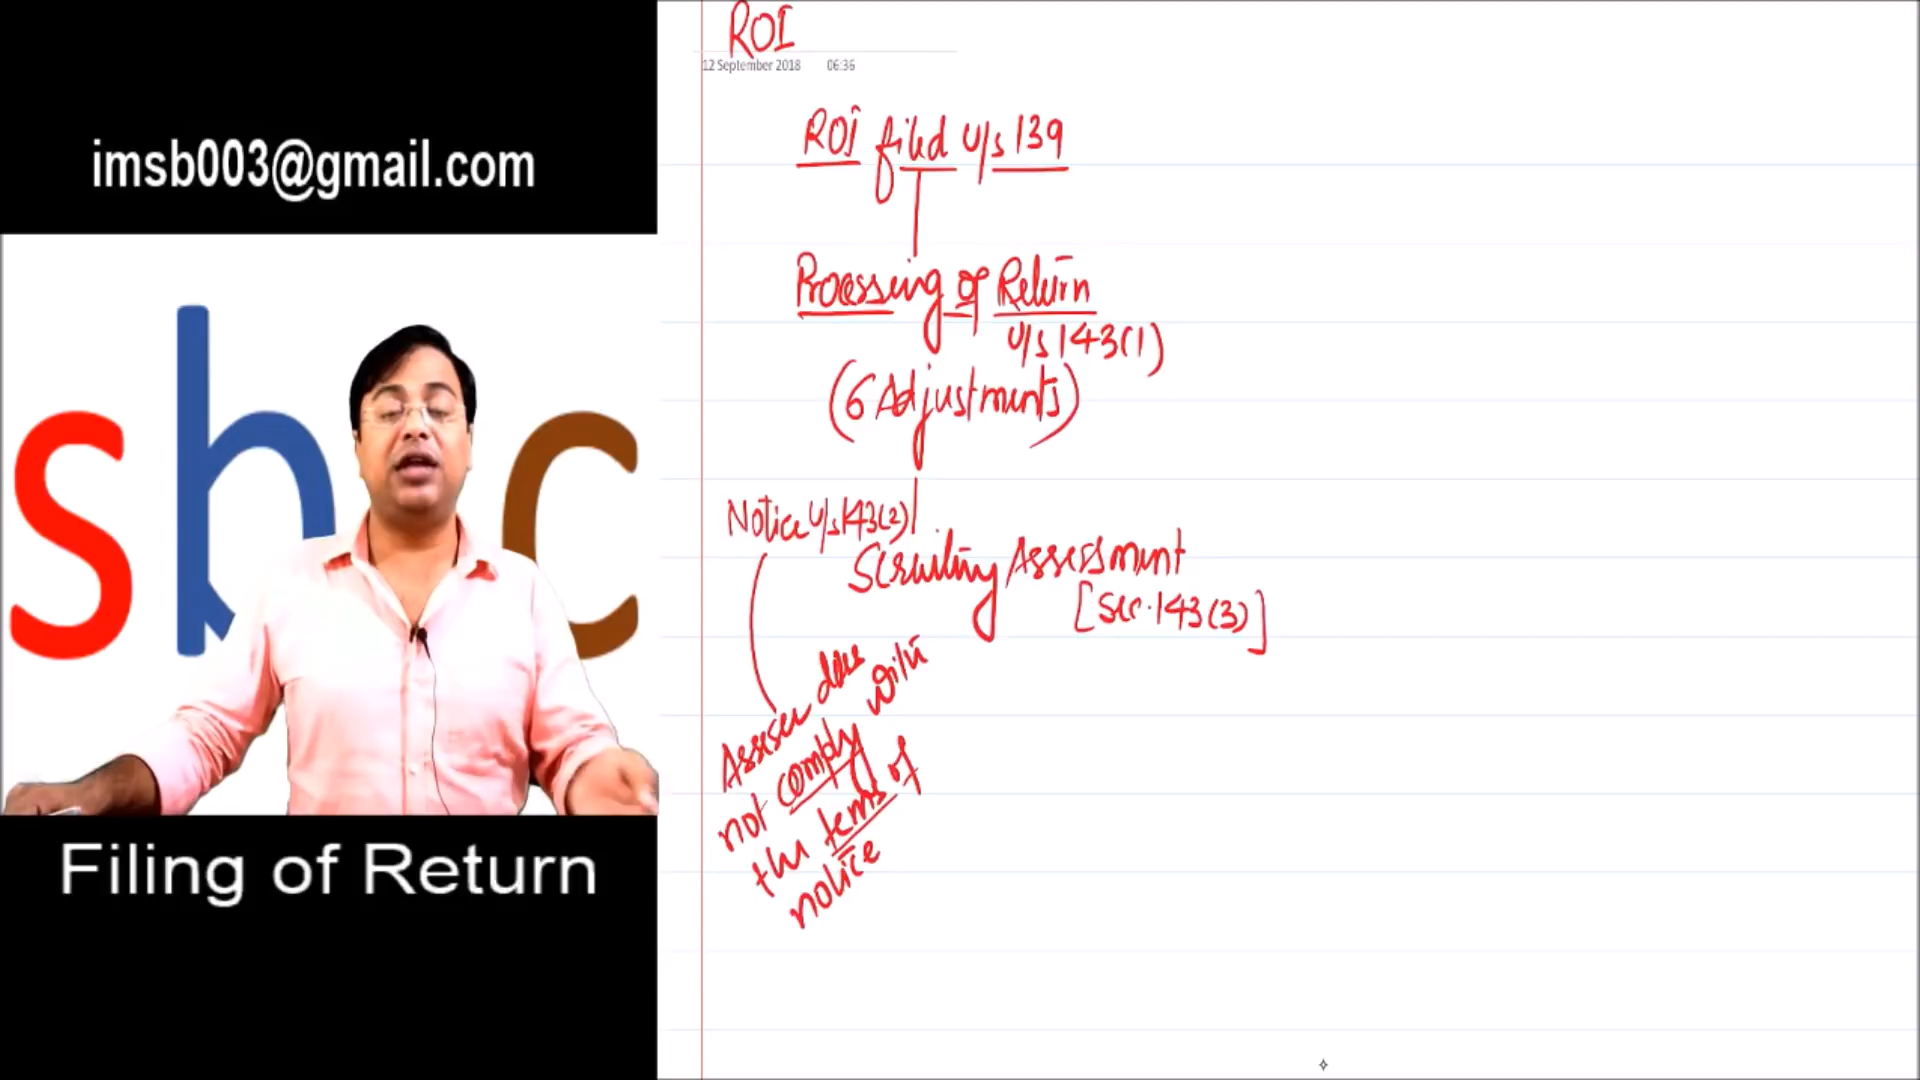 imsb003@gmail.com
sbc
Filing of Return
ROI
12 September 2018 06:36
ROI filed u/s 139
Processing of Return
u/s 143(1)
(6 Adjustments)
Notice u/s 143(2)
Scrutiny Assessment
[Sec. 143(3)]
Assesee does
not comply with
the terms of
notice